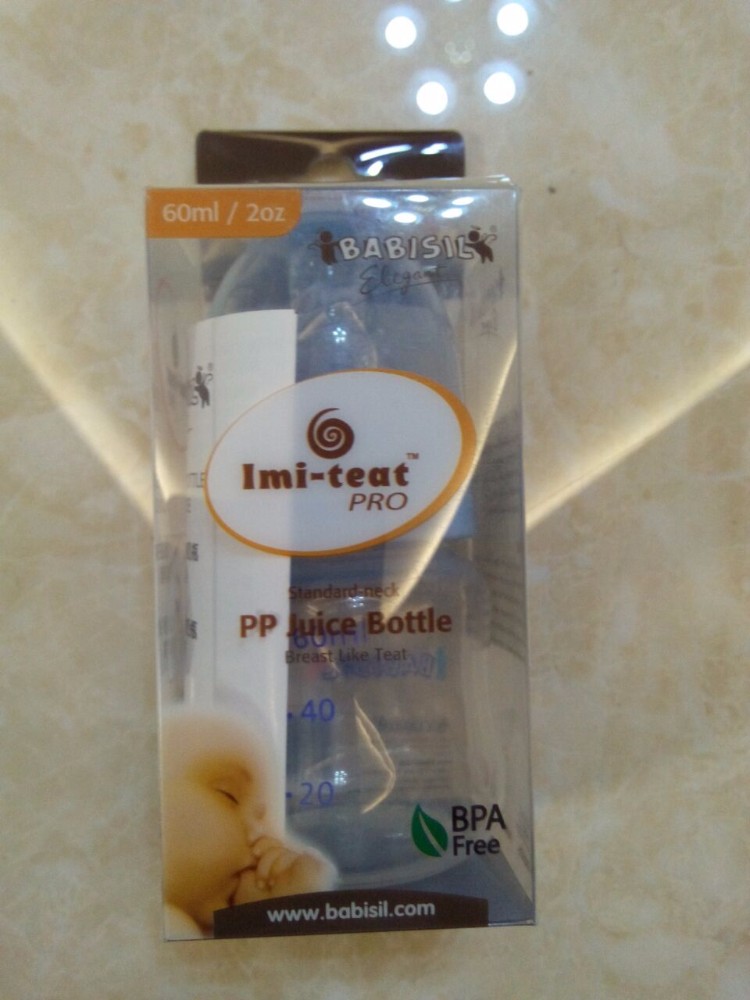 60ml / 2oz
BABISIL®
Elegant
Imi-teat™
PRO
Standard-neck
PP Juice Bottle
60ml
Breast Like Teat
40
20
BPA
Free
www.babisil.com